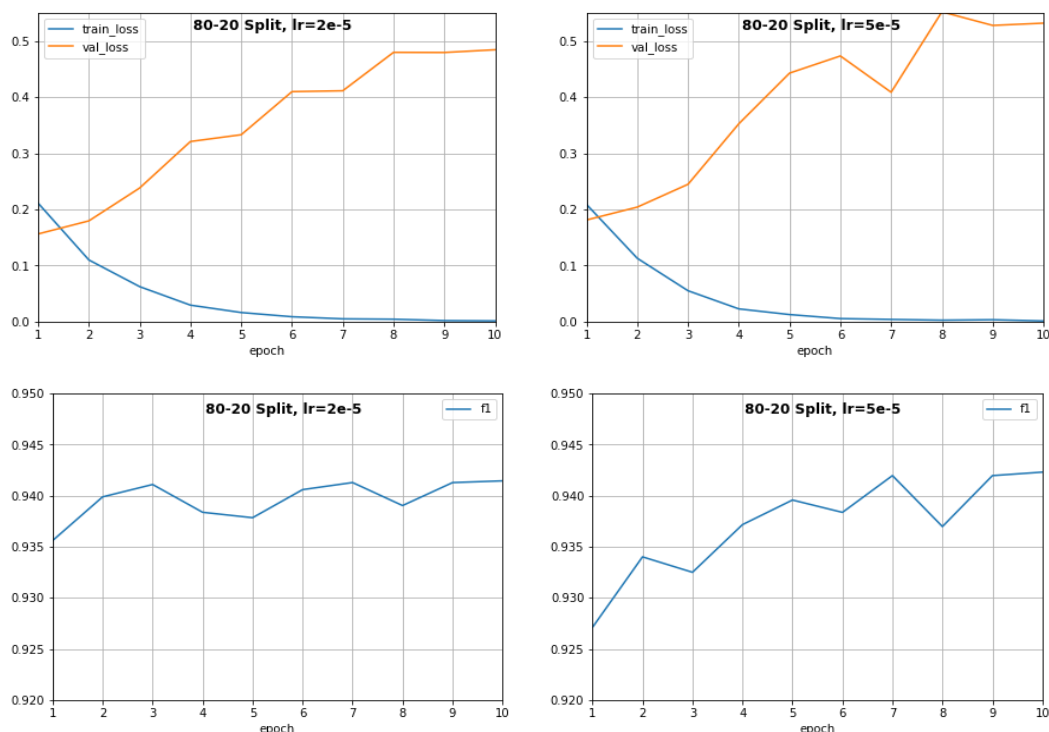 80-20 Split, lr=2e-5
train_loss
val_loss
0.5
0.4
0.3
0.2
0.1
0.0
1 2 3 4 5 6 7 8 9 10
epoch
80-20 Split, lr=5e-5
train_loss
val_loss
0.5
0.4
0.3
0.2
0.1
0.0
1 2 3 4 5 6 7 8 9 10
epoch
80-20 Split, lr=2e-5
f1
0.950
0.945
0.940
0.935
0.930
0.925
0.920
1 2 3 4 5 6 7 8 9 10
epoch
80-20 Split, lr=5e-5
f1
0.950
0.945
0.940
0.935
0.930
0.925
0.920
1 2 3 4 5 6 7 8 9 10
epoch